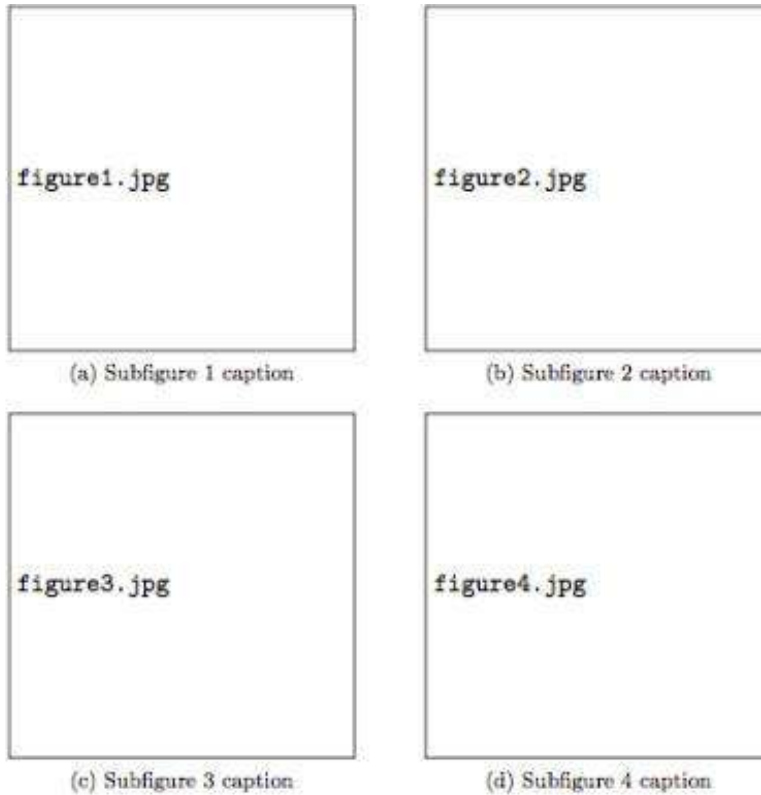 figure1.jpg
figure2.jpg
(a) Subfigure 1 caption
(b) Subfigure 2 caption
figure3.jpg
figure4.jpg
(c) Subfigure 3 caption
(d) Subfigure 4 caption